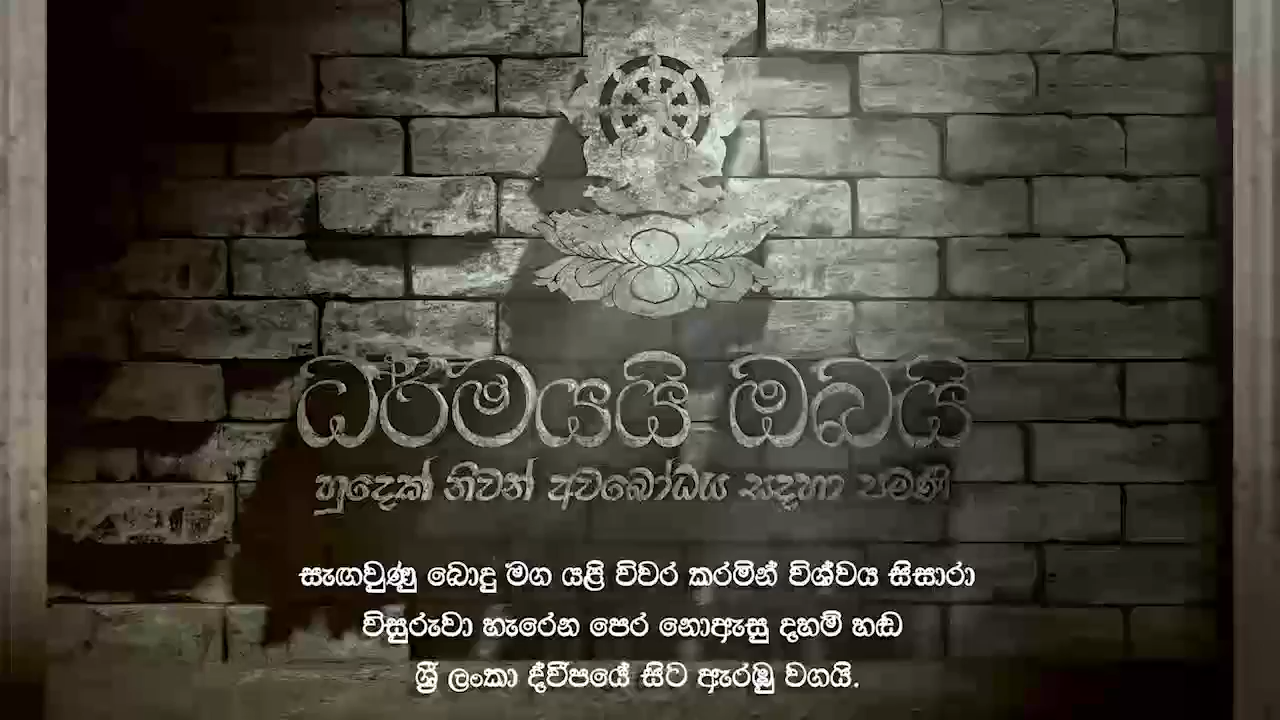 ධර්මයයි ඔබයි
හුදෙක් නිවන් අවබෝධය සදහා පමණි
සැඟවුණු බොදු මග යළි විවර කරමින් විශ්වය සිසාරා
විසුරුවා හැරෙන පෙර නොඇසු දහම් හඬ
ශ්‍රී ලංකා ද්වීපයේ සිට ඇරඹු වගයි.